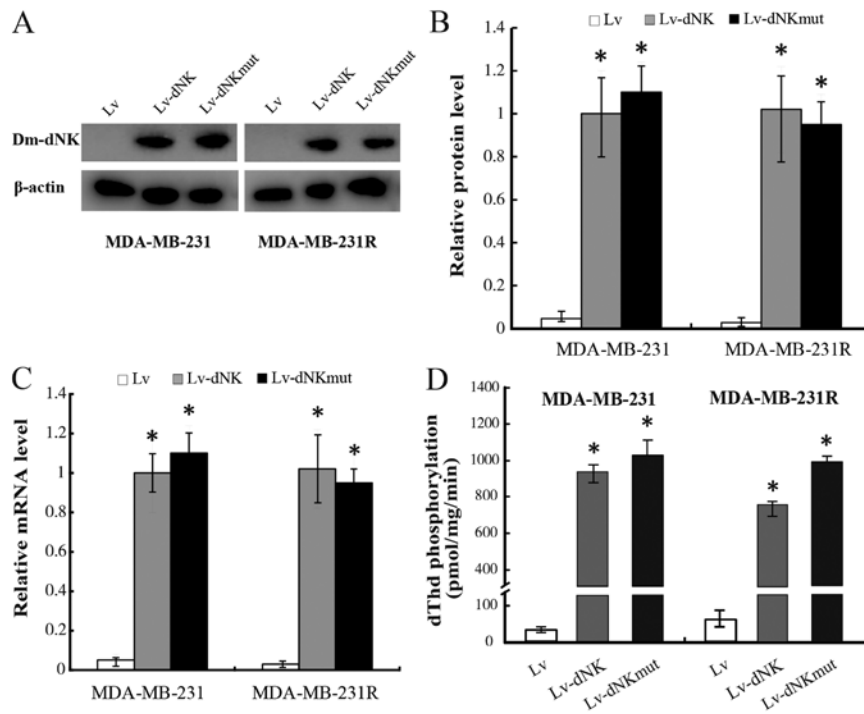 A
Lv
Lv-dNK
Lv-dNKmut
Lv
Lv-dNK
Lv-dNKmut
Dm-dNK
β-actin
MDA-MB-231
MDA-MB-231R
B
Lv
Lv-dNK
Lv-dNKmut
Relative protein level
1.4
1.2
1
0.8
0.6
0.4
0.2
0
* * * *
MDA-MB-231
MDA-MB-231R
C
Lv
Lv-dNK
Lv-dNKmut
Relative mRNA level
1.4
1.2
1
0.8
0.6
0.4
0.2
0
* * * *
MDA-MB-231
MDA-MB-231R
D
MDA-MB-231
MDA-MB-231R
dThd phosphorylation
(pmol/mg/min)
1400
1200
1000
800
600
400
100
0
* * * *
Lv
Lv-dNK
Lv-dNKmut
Lv
Lv-dNK
Lv-dNKmut